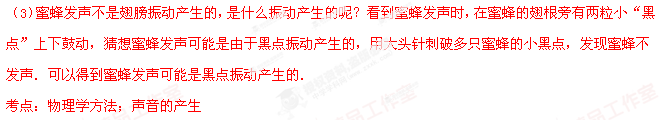 （3）蜜蜂发声不是翅膀振动产生的，是什么振动产生的呢？看到蜜蜂发声时，在蜜蜂的翅根旁有两粒小“黑
点”上下鼓动，猜想蜜蜂发声可能是由于黑点振动产生的，用大头针刺破多只蜜蜂的小黑点，发现蜜蜂不
发声．可以得到蜜蜂发声可能是黑点振动产生的．
考点：物理学方法；声音的产生